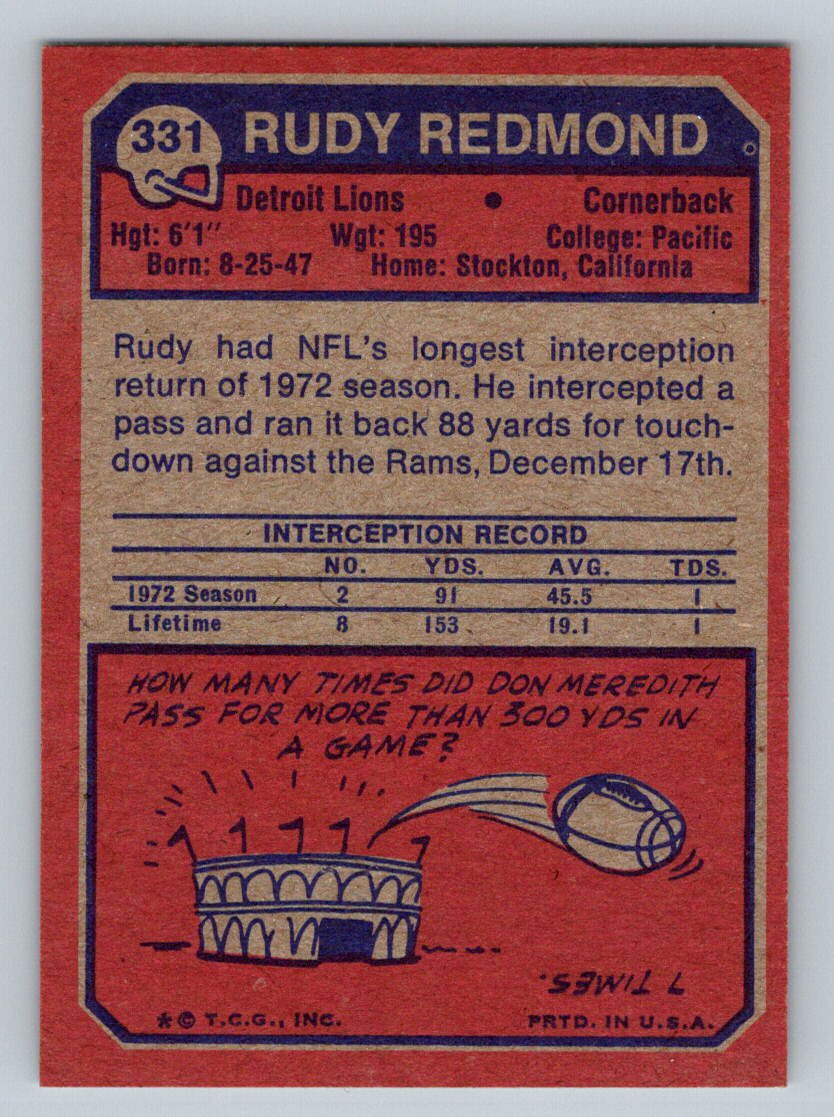 331 RUDY REDMOND
Detroit Lions • Cornerback
Hgt: 6'1" Wgt: 195 College: Pacific
Born: 8-25-47 Home: Stockton, California
Rudy had NFL's longest interception
return of 1972 season. He intercepted a
pass and ran it back 88 yards for touch-
down against the Rams, December 17th.
INTERCEPTION RECORD
NO. YDS. AVG. TDS.
1972 Season 2 91 45.5 1
Lifetime 8 153 19.1 1
HOW MANY TIMES DID DON MEREDITH
PASS FOR MORE THAN 300 YDS IN
A GAME?
7 TIMES.
* © T.C.G., INC. PRTD. IN U.S.A.